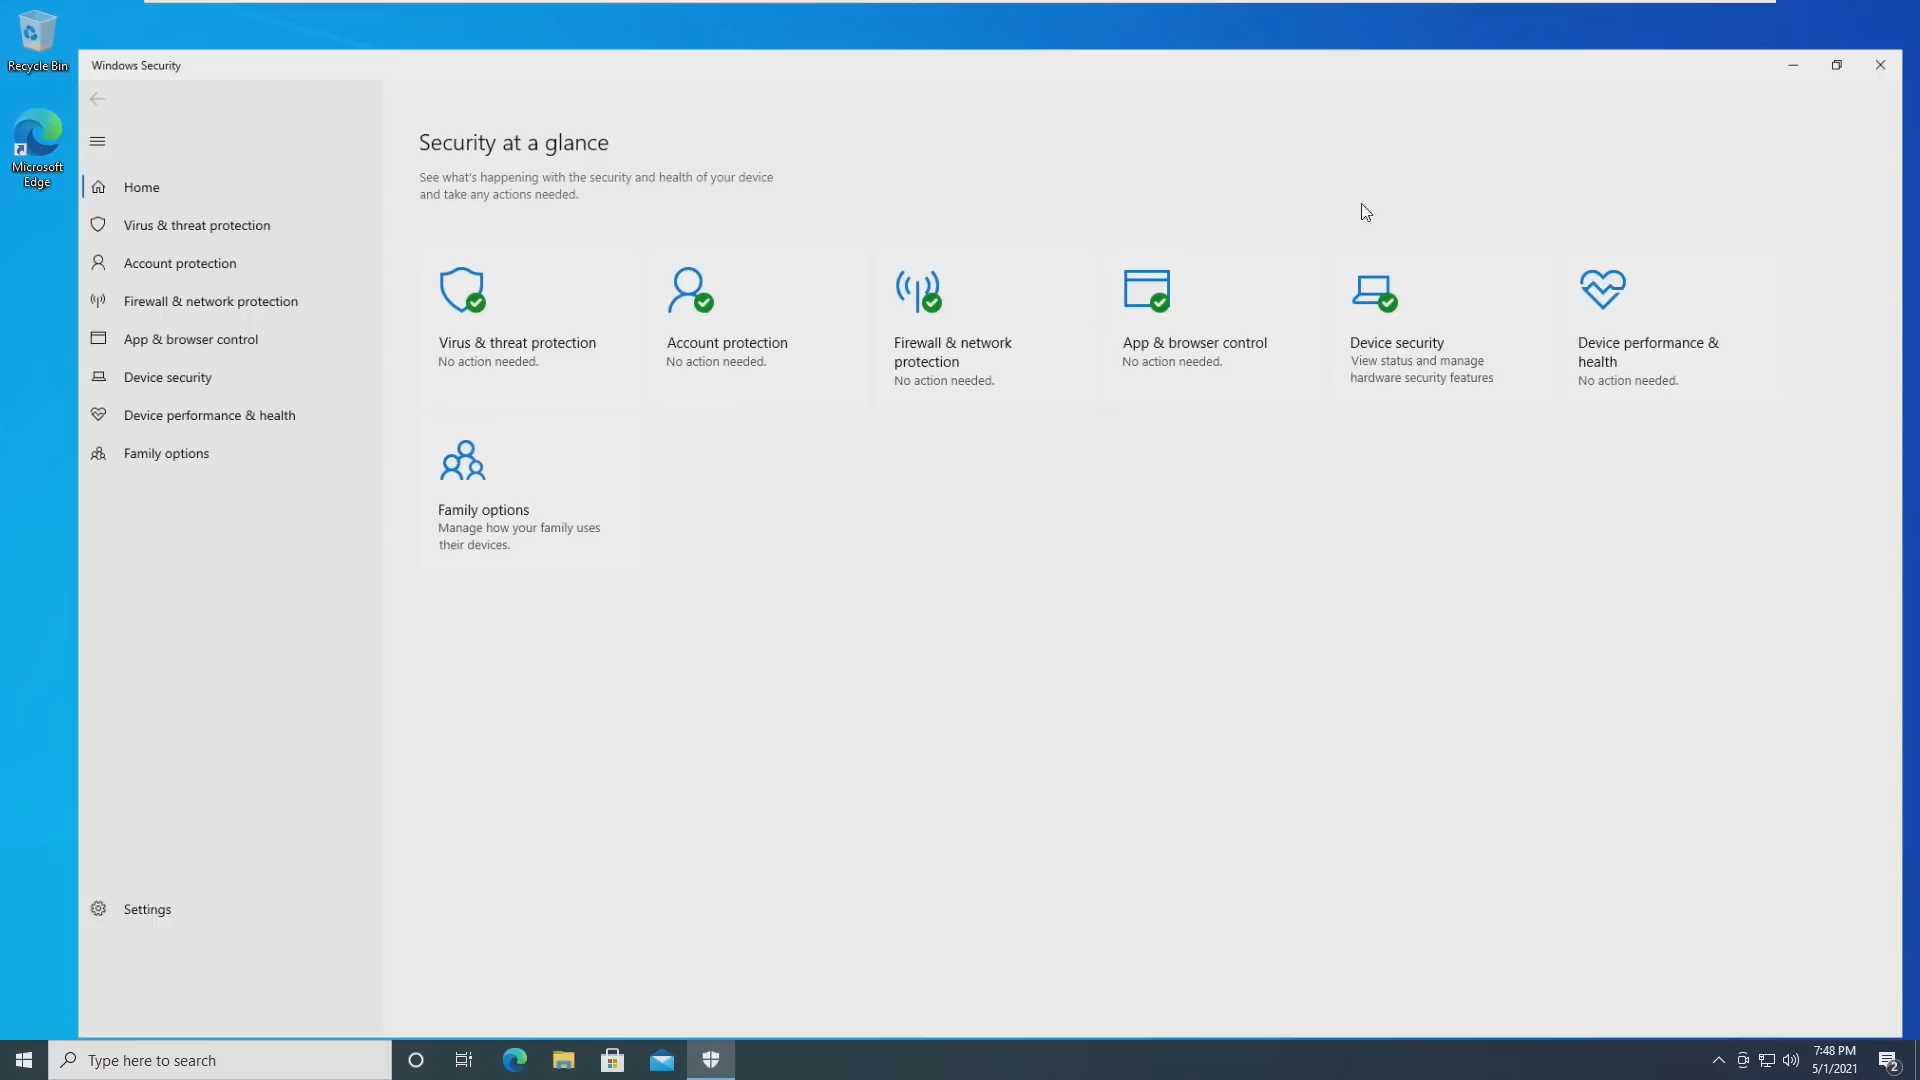 Recycle Bin
Microsoft
Edge
Windows Security
Home
Virus & threat protection
Account protection
Firewall & network protection
App & browser control
Device security
Device performance & health
Family options
Settings
Security at a glance
See what's happening with the security and health of your device
and take any actions needed.
Virus & threat protection
No action needed.
Account protection
No action needed.
Firewall & network
protection
No action needed.
App & browser control
No action needed.
Device security
View status and manage
hardware security features
Device performance &
health
No action needed.
Family options
Manage how your family uses
their devices.
Type here to search
7:48 PM
5/1/2021
2